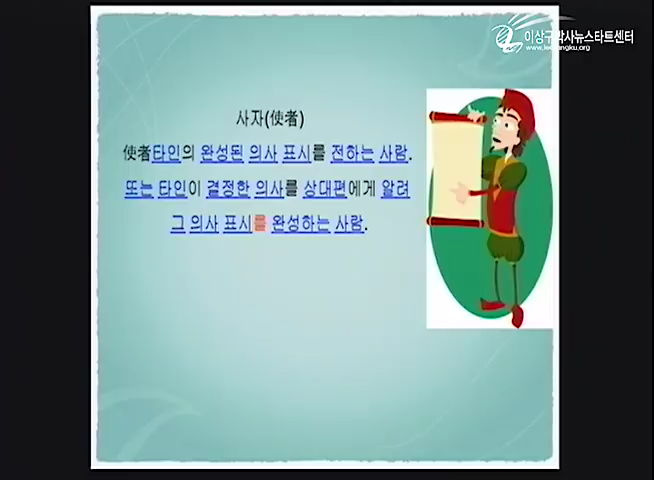 이상구박사뉴스타트센터
www.leesangku.org
사자(使者)
使者타인의 완성된 의사 표시를 전하는 사람.
또는 타인이 결정한 의사를 상대편에게 알려
그 의사 표시를 완성하는 사람.